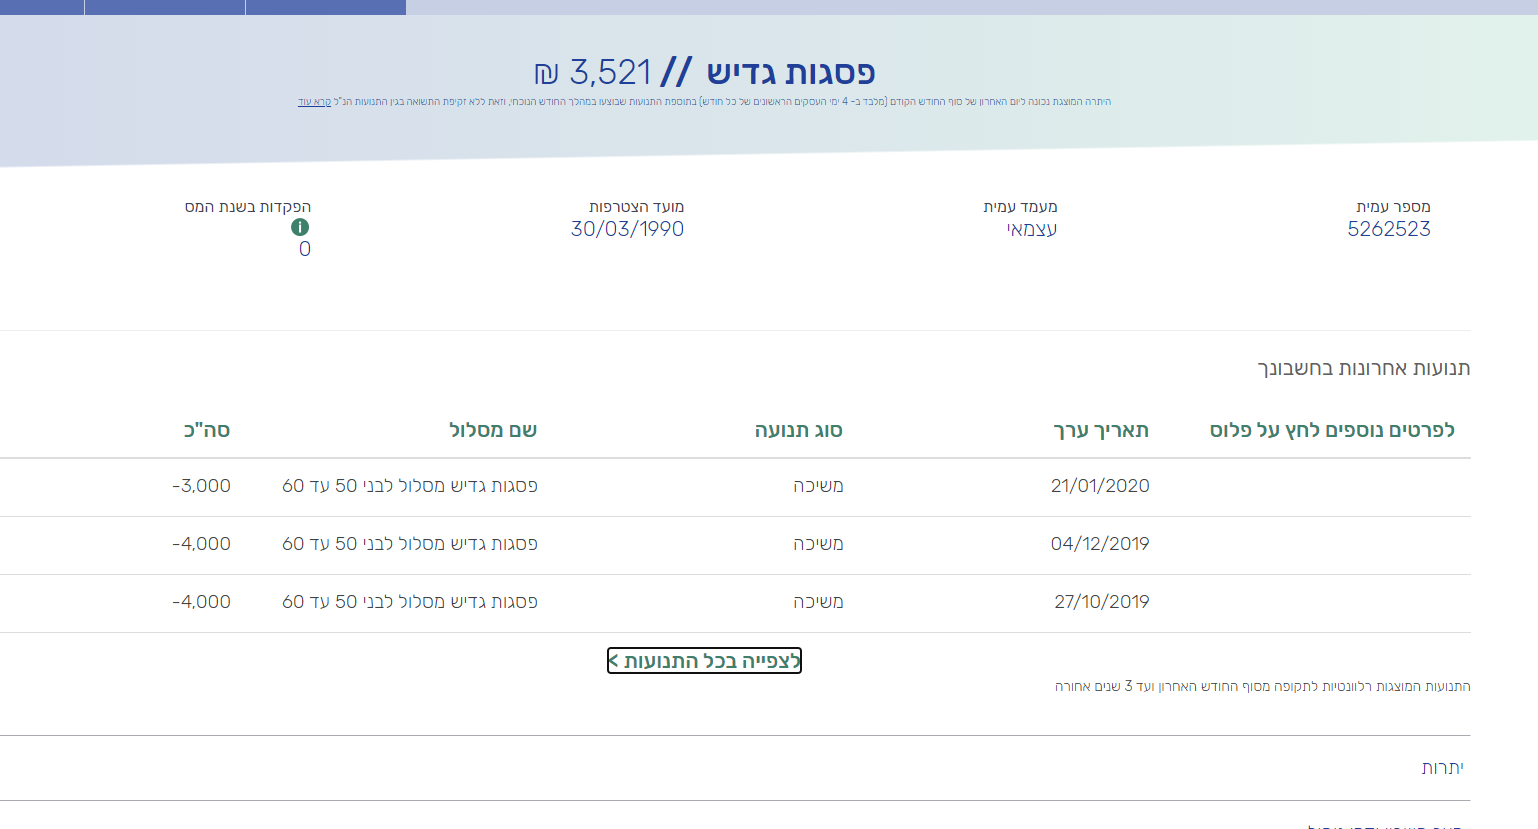 פסגות גדיש // 3,521 ₪
היתרה המוצגת נכונה ליום האחרון של סוף החודש הקודם (מלבד ב- 4 ימי העסקים הראשונים של כל חודש) בתוספת התנועות שבוצעו במהלך החודש הנוכחי, וזאת ללא זקיפת התשואה בגין התנועות הנ"ל קרא עוד
מספר עמית מעמד עמית מועד הצטרפות הפקדות בשנת המס
i
5262523 עצמאי 30/03/1990 0
תנועות אחרונות בחשבונך
לפרטים נוספים לחץ על פלוס תאריך ערך סוג תנועה שם מסלול סה"כ
21/01/2020 משיכה פסגות גדיש מסלול לבני 50 עד 60 -3,000
04/12/2019 משיכה פסגות גדיש מסלול לבני 50 עד 60 -4,000
27/10/2019 משיכה פסגות גדיש מסלול לבני 50 עד 60 -4,000
לצפייה בכל התנועות >
התנועות המוצגות רלוונטיות לתקופה מסוף החודש האחרון ועד 3 שנים אחורה
יתרות